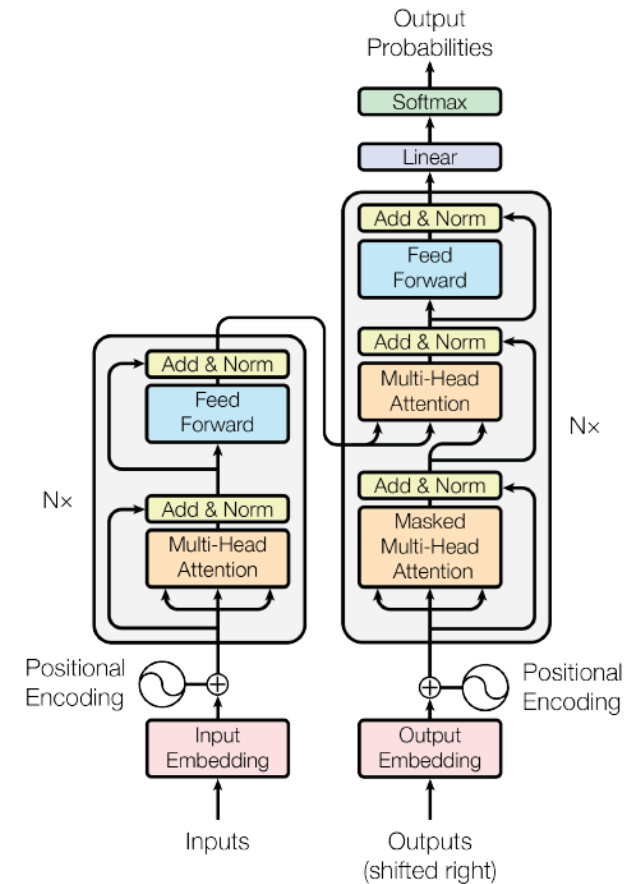 Output
Probabilities
Softmax
Linear
Add & Norm
Feed
Forward
Add & Norm
Multi-Head
Attention
N×
Add & Norm
Masked
Multi-Head
Attention
Add & Norm
Feed
Forward
N×
Add & Norm
Multi-Head
Attention
Positional
Encoding
Positional
Encoding
Input
Embedding
Output
Embedding
Inputs
Outputs
(shifted right)